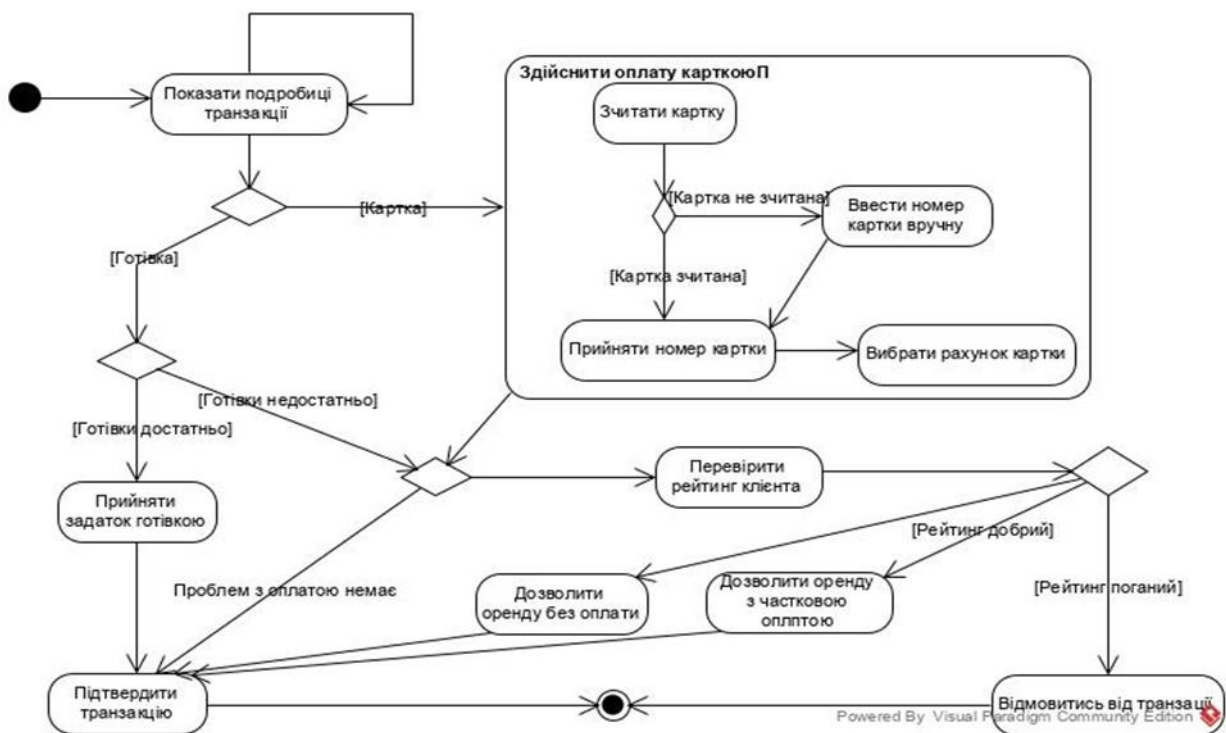 Здійснити оплату карткоюП
Показати подробиці
транзакції
Зчитати картку
[Картка]
[Картка не зчитана]
Ввести номер
картки вручну
[Готівка]
[Картка зчитана]
Прийняти номер картки
Вибрати рахунок картки
[Готівки недостатньо]
[Готівки достатньо]
Перевірити
рейтинг клієнта
Прийняти
задаток готівкою
[Рейтинг добрий]
Проблем з оплатою немає
Дозволити
оренду без оплати
Дозволити оренду
з частковою
оплптою
[Рейтинг поганий]
Підтвердити
транзакцію
Відмовитись від транзації
Powered By Visual Paradigm Community Edition